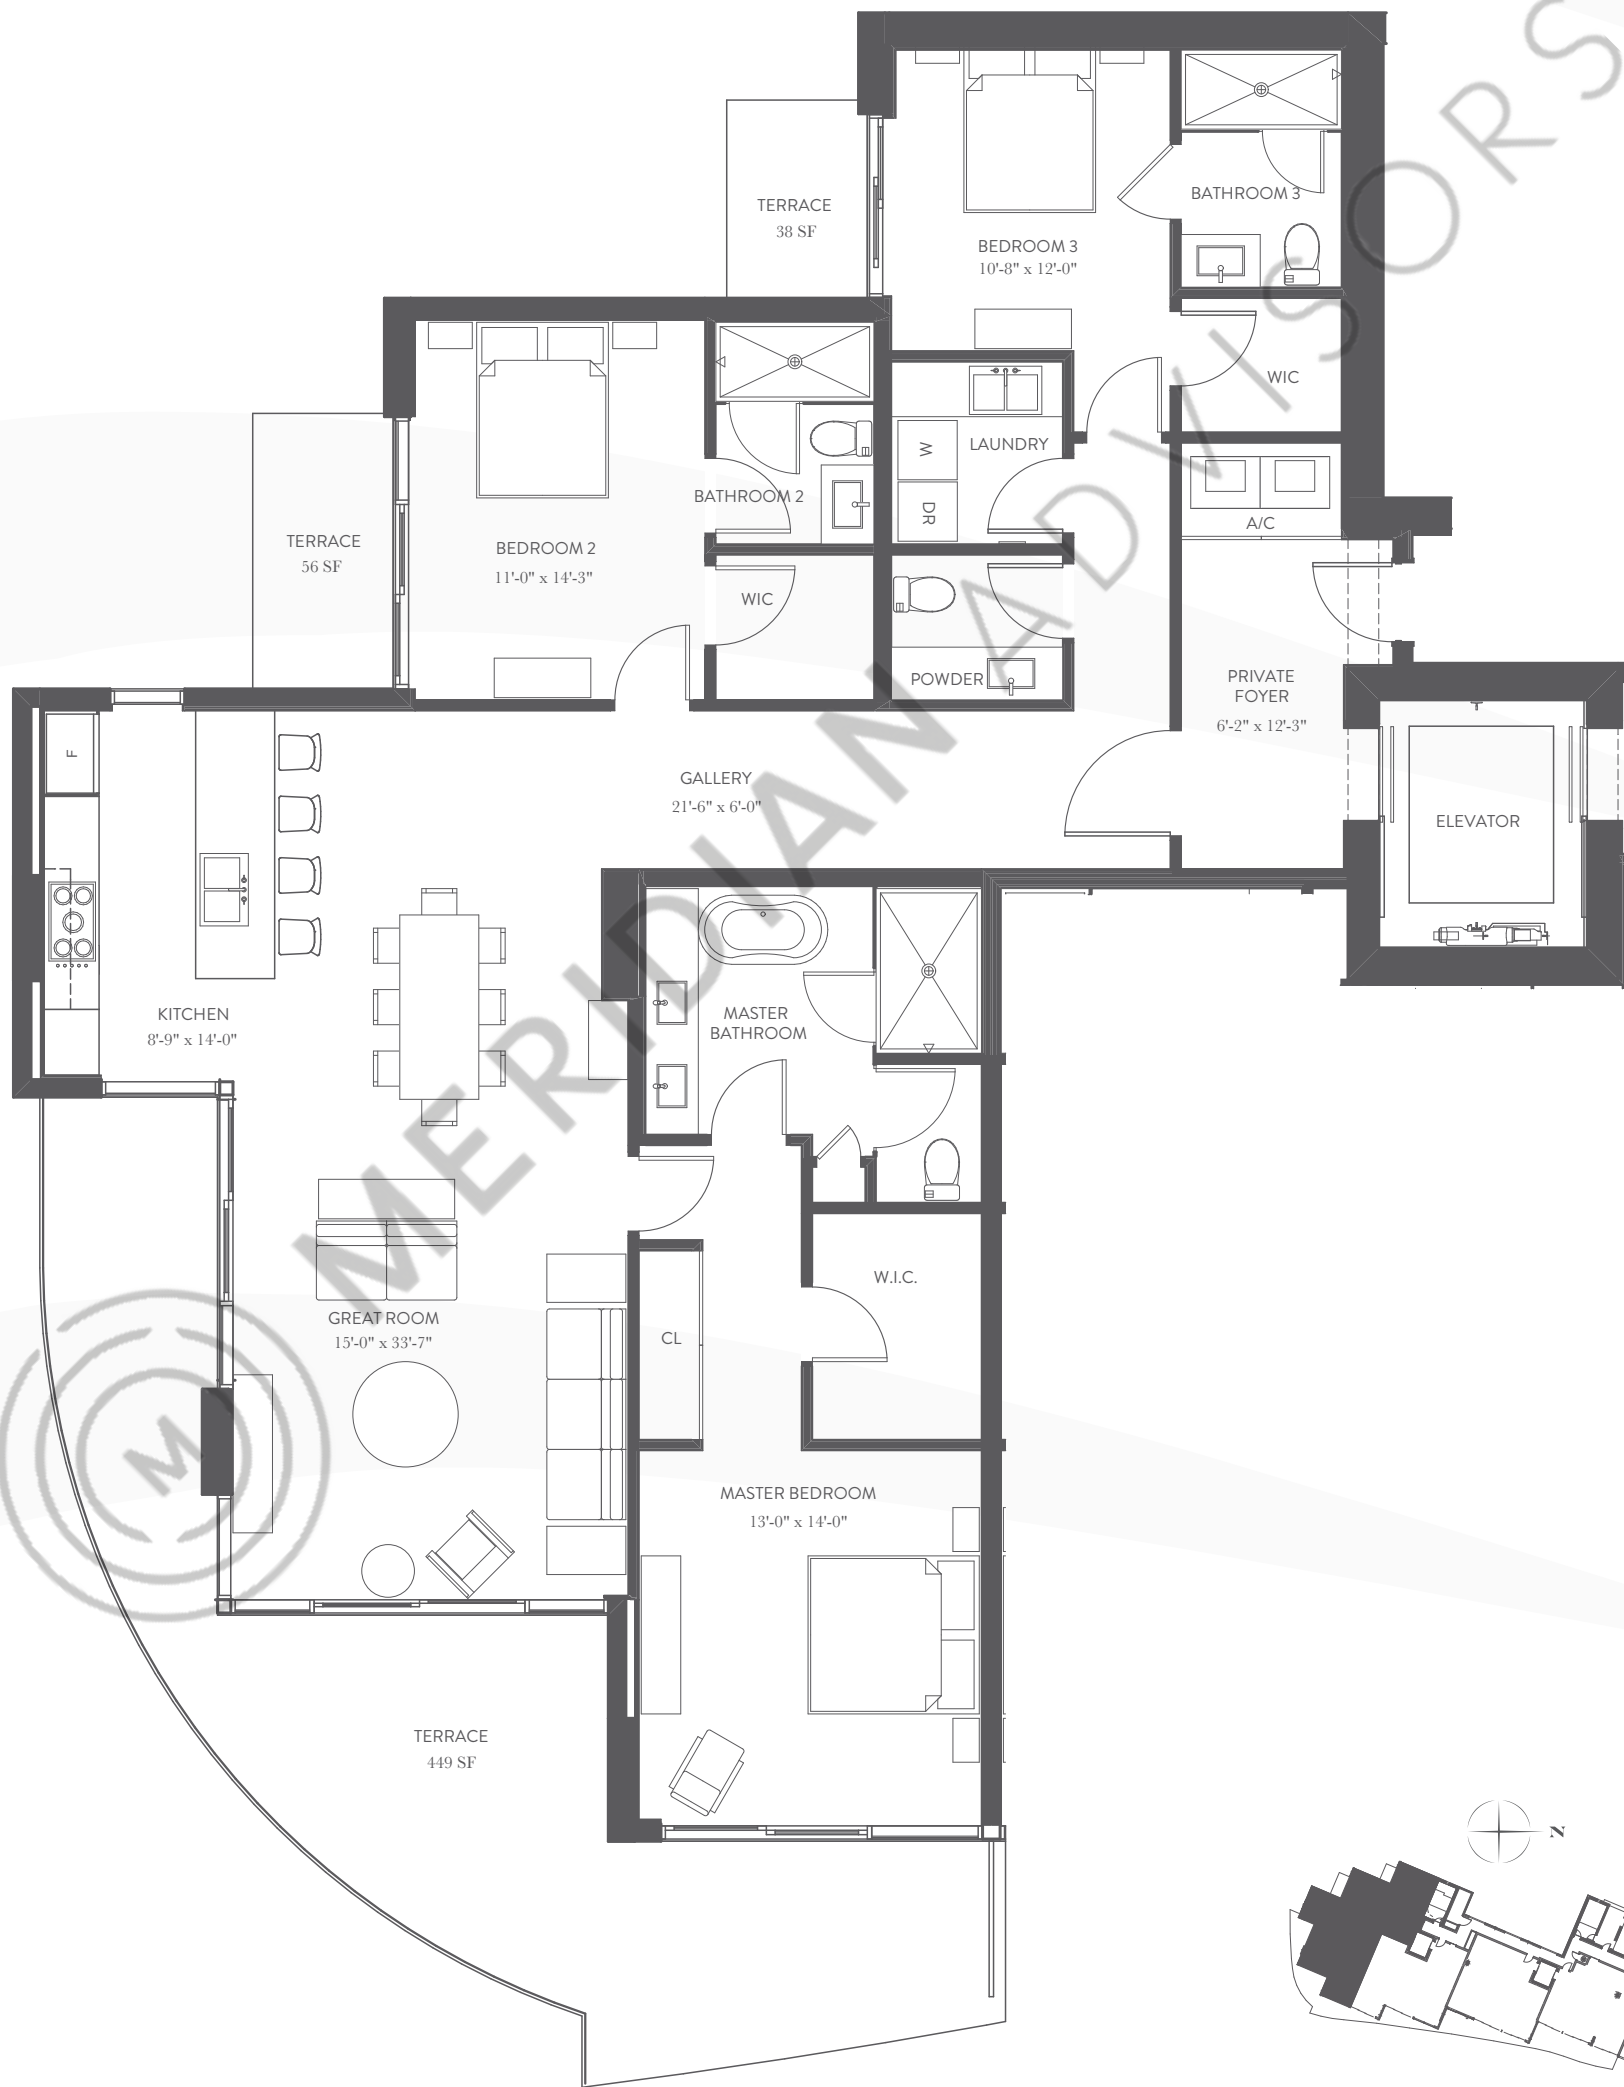 TERRACE
38 SF
BEDROOM 3
10'-8" x 12'-0"
BATHROOM 3
WIC
LAUNDRY
W
DR
A/C
BATHROOM 2
TERRACE
56 SF
BEDROOM 2
11'-0" x 14'-3"
WIC
POWDER
PRIVATE
FOYER
6'-2" x 12'-3"
F
GALLERY
21'-6" x 6'-0"
ELEVATOR
KITCHEN
8'-9" x 14'-0"
MASTER
BATHROOM
W.I.C.
GREAT ROOM
15'-0" x 33'-7"
CL
MASTER BEDROOM
13'-0" x 14'-0"
TERRACE
449 SF
N
M MERIDIAN ADVISORS